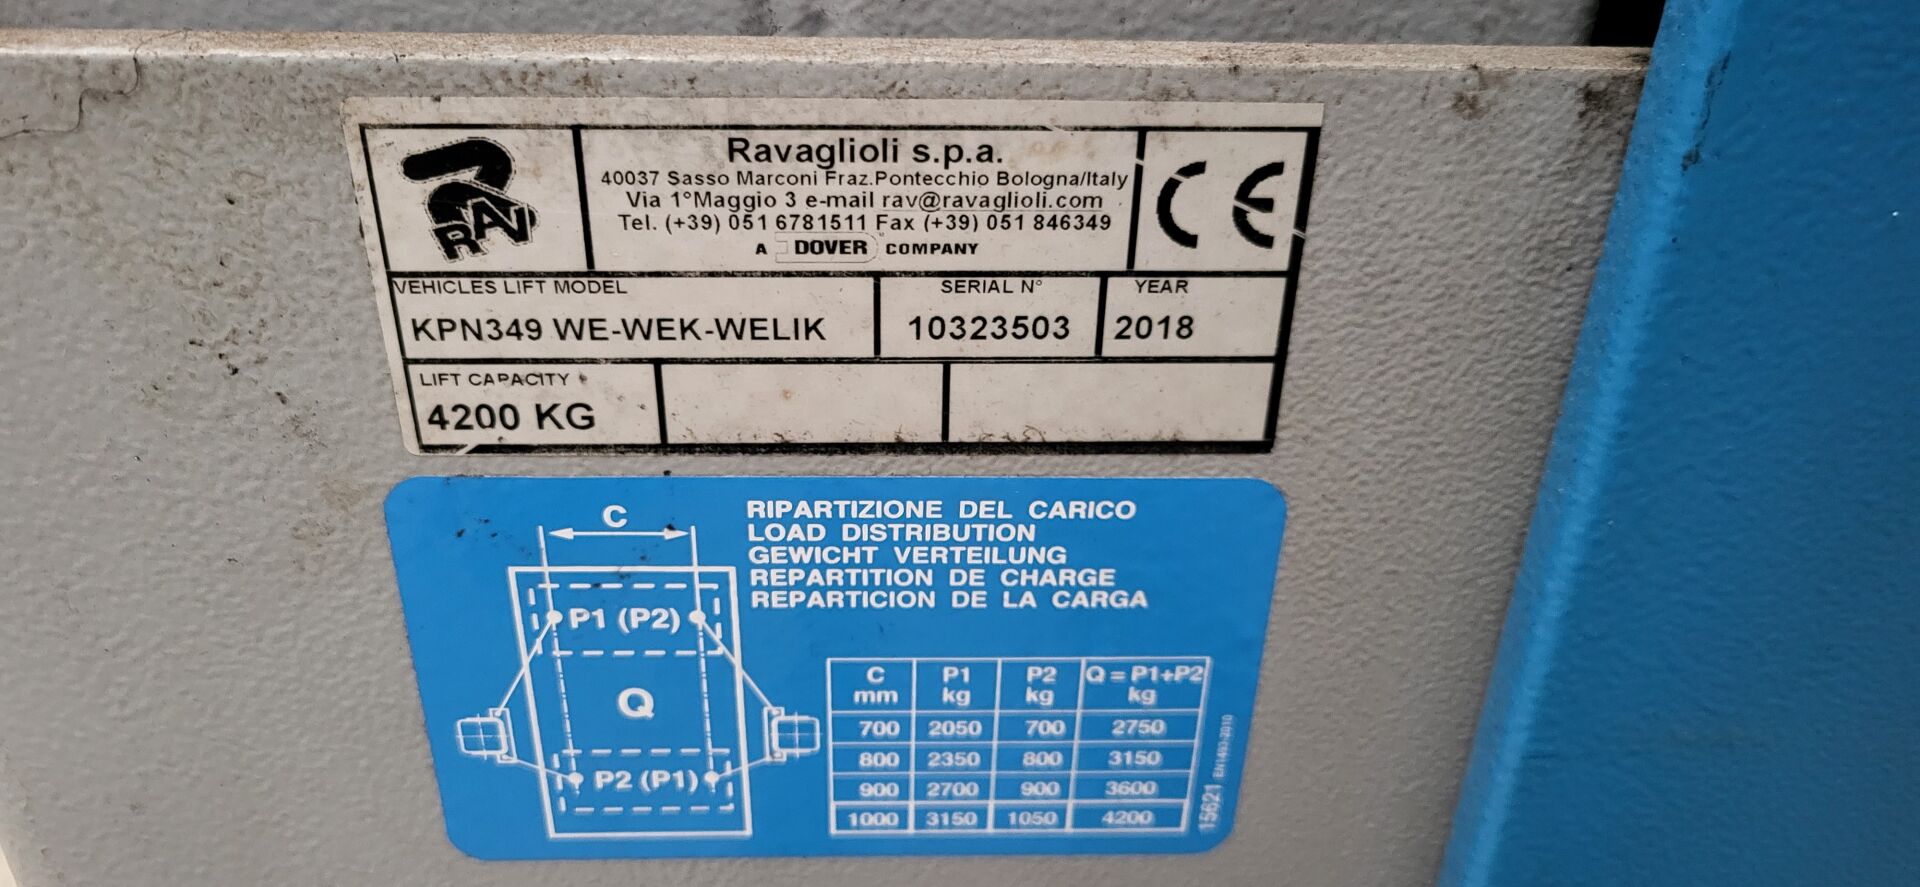 RAV
Ravaglioli s.p.a.
40037 Sasso Marconi Fraz.Pontecchio Bologna/Italy
Via 1°Maggio 3 e-mail rav@ravaglioli.com
Tel. (+39) 051 6781511 Fax (+39) 051 846349
A DOVER COMPANY
CE
VEHICLES LIFT MODEL SERIAL N° YEAR
KPN349 WE-WEK-WELIK 10323503 2018
LIFT CAPACITY
4200 KG
RIPARTIZIONE DEL CARICO
LOAD DISTRIBUTION
GEWICHT VERTEILUNG
REPARTITION DE CHARGE
REPARTICION DE LA CARGA
C
P1 (P2)
Q
P2 (P1)
C P1 P2 Q = P1+P2
mm kg kg kg
700 2050 700 2750
800 2350 800 3150
900 2700 900 3600
1000 3150 1050 4200
15621 EN1493-2010